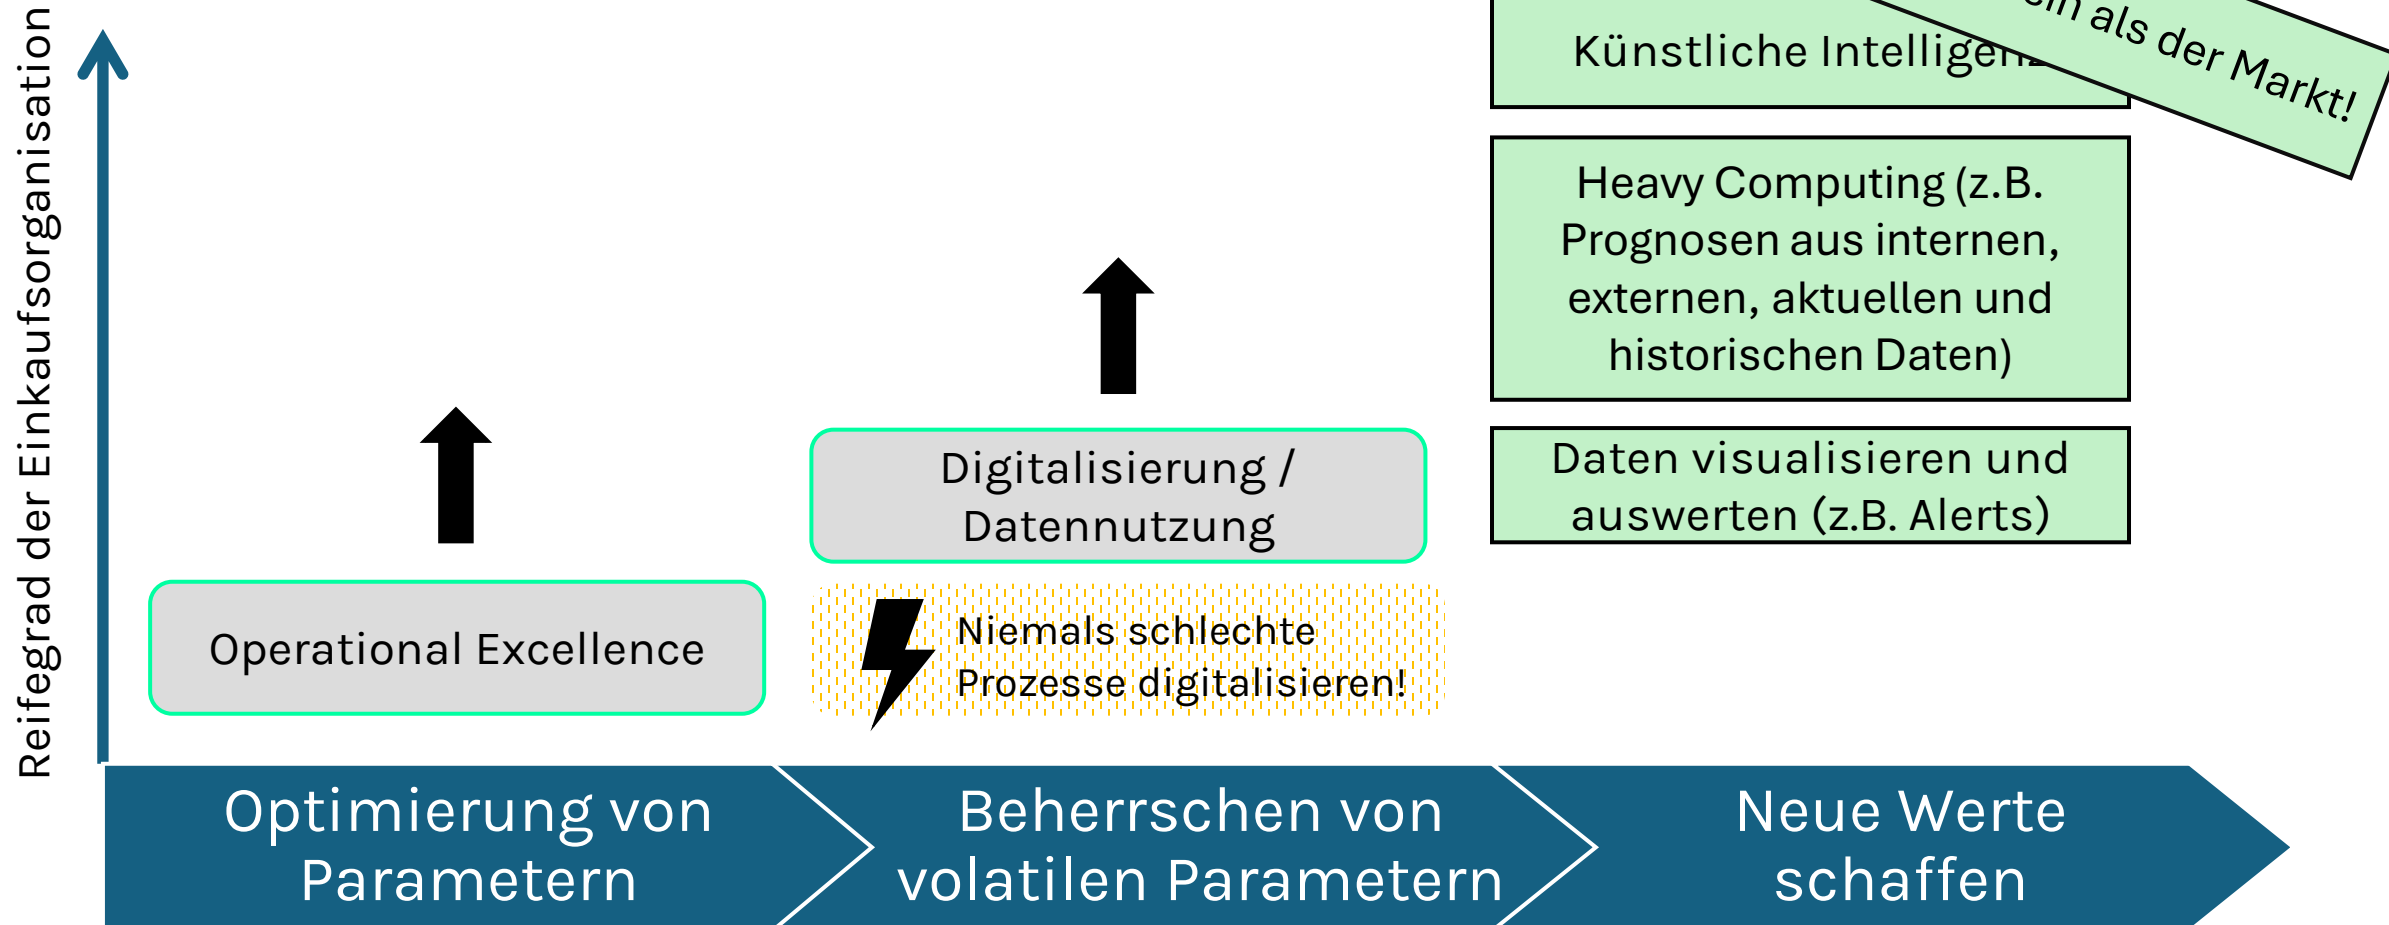 Reifegrad der Einkaufsorganisation
als der Markt!
Künstliche Intelligenz
Heavy Computing (z.B.
Prognosen aus internen,
externen, aktuellen und
historischen Daten)
Digitalisierung /
Datennutzung
Daten visualisieren und
auswerten (z.B. Alerts)
Operational Excellence
Niemals schlechte
Prozesse digitalisieren!
Optimierung von
Parametern
Beherrschen von
volatilen Parametern
Neue Werte
schaffen